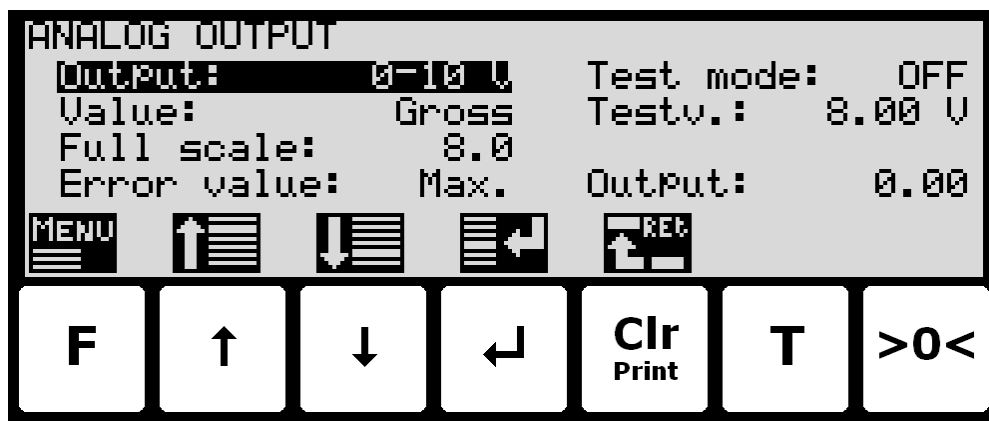 ANALOG OUTPUT
Output: 0-10 V Test mode: OFF
Value: Gross Testv.: 8.00 V
Full scale: 8.0
Error value: Max. Output: 0.00
MENU RET
F ↑ ↓ ↵ Clr T >0<
Print